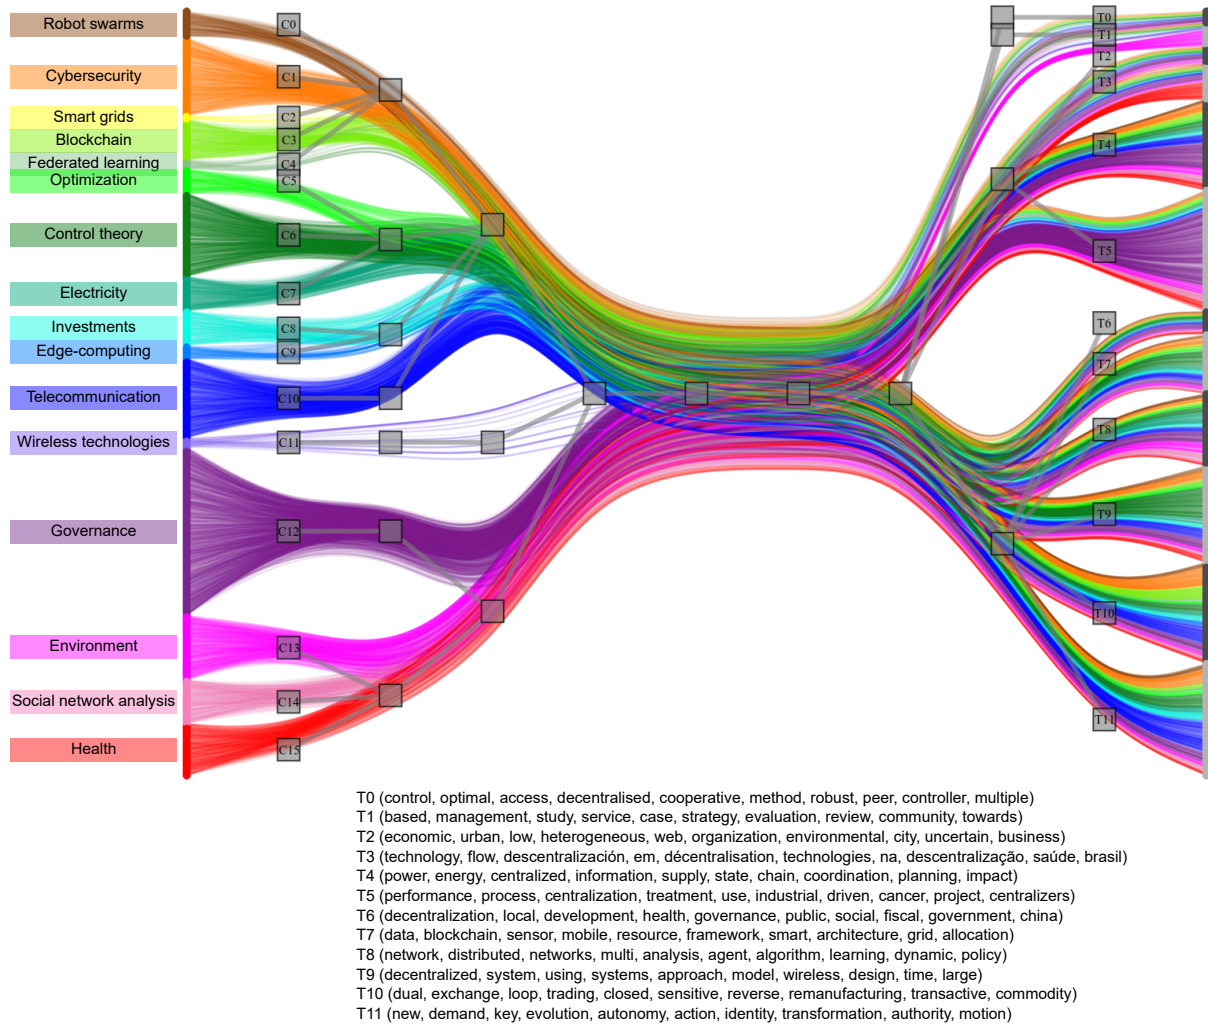 Robot swarms
Cybersecurity
Smart grids
Blockchain
Federated learning
Optimization
Control theory
Electricity
Investments
Edge-computing
Telecommunication
Wireless technologies
Governance
Environment
Social network analysis
Health
C0
C1
C2
C3
C4
C5
C6
C7
C8
C9
C10
C11
C12
C13
C14
C15
T0
T1
T2
T3
T4
T5
T6
T7
T8
T9
T10
T11
T0 (control, optimal, access, decentralised, cooperative, method, robust, peer, controller, multiple)
T1 (based, management, study, service, case, strategy, evaluation, review, community, towards)
T2 (economic, urban, low, heterogeneous, web, organization, environmental, city, uncertain, business)
T3 (technology, flow, descentralización, em, décentralisation, technologies, na, descentralização, saúde, brasil)
T4 (power, energy, centralized, information, supply, state, chain, coordination, planning, impact)
T5 (performance, process, centralization, treatment, use, industrial, driven, cancer, project, centralizers)
T6 (decentralization, local, development, health, governance, public, social, fiscal, government, china)
T7 (data, blockchain, sensor, mobile, resource, framework, smart, architecture, grid, allocation)
T8 (network, distributed, networks, multi, analysis, agent, algorithm, learning, dynamic, policy)
T9 (decentralized, system, using, systems, approach, model, wireless, design, time, large)
T10 (dual, exchange, loop, trading, closed, sensitive, reverse, remanufacturing, transactive, commodity)
T11 (new, demand, key, evolution, autonomy, action, identity, transformation, authority, motion)